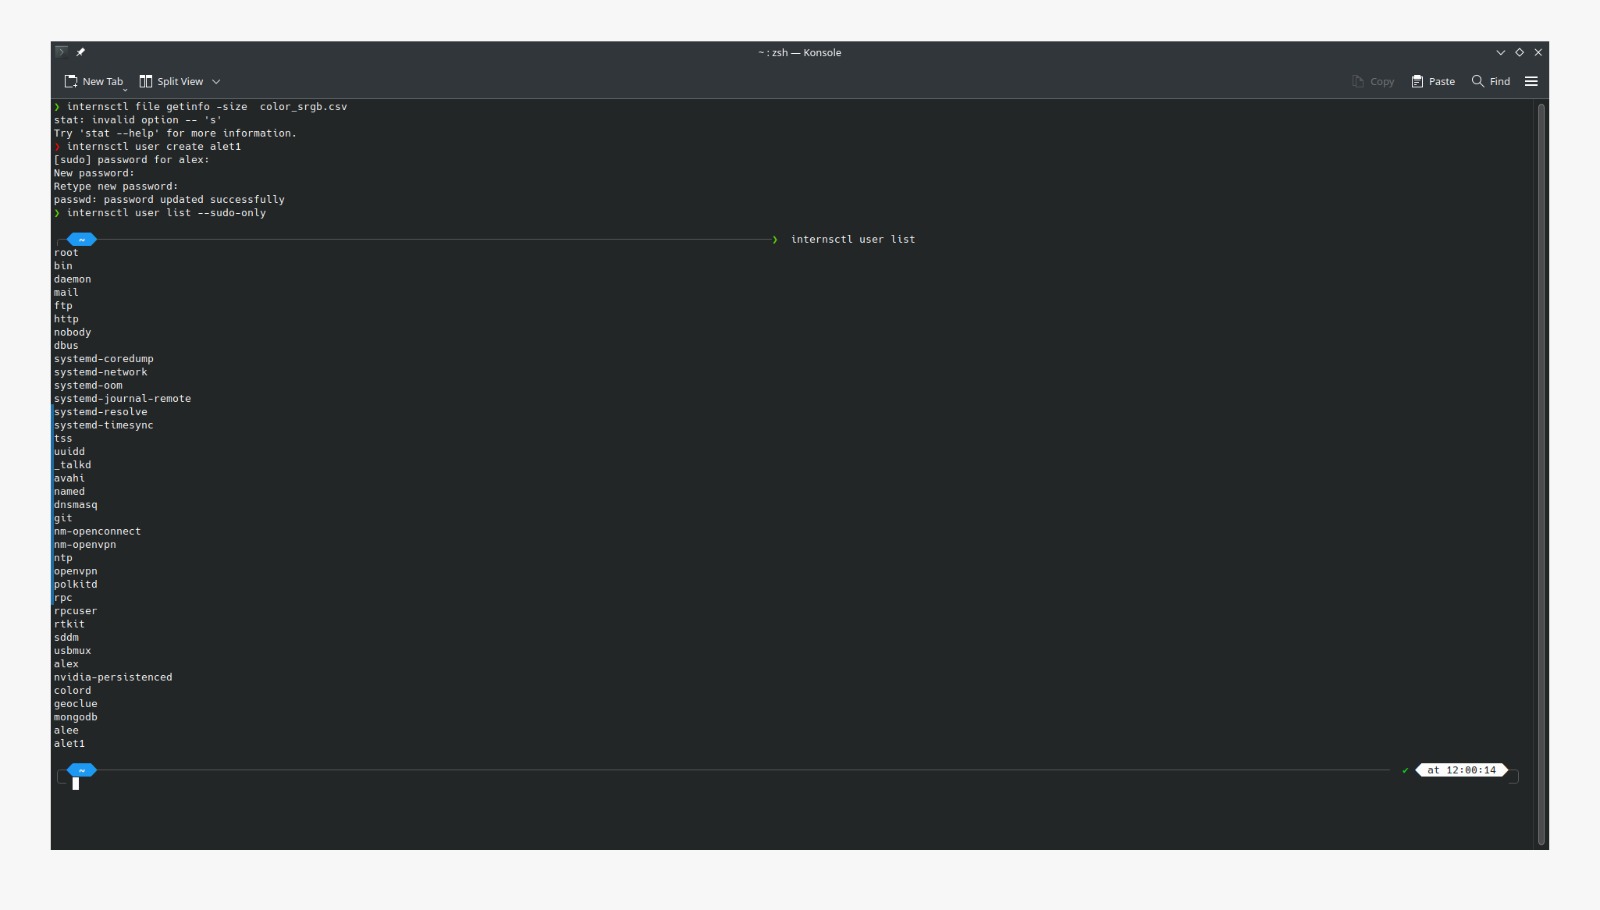 ~ : zsh — Konsole
New Tab Split View Copy Paste Find
❯ internsctl file getinfo -size  color_srgb.csv
stat: invalid option -- 's'
Try 'stat --help' for more information.
❯ internsctl user create alet1
[sudo] password for alex:
New password:
Retype new password:
passwd: password updated successfully
❯ internsctl user list --sudo-only
~ ❯ internsctl user list
root
bin
daemon
mail
ftp
http
nobody
dbus
systemd-coredump
systemd-network
systemd-oom
systemd-journal-remote
systemd-resolve
systemd-timesync
tss
uuidd
_talkd
avahi
named
dnsmasq
git
nm-openconnect
nm-openvpn
ntp
openvpn
polkitd
rpc
rpcuser
rtkit
sddm
usbmux
alex
nvidia-persistenced
colord
geoclue
mongodb
alee
alet1
~ ✔ at 12:00:14